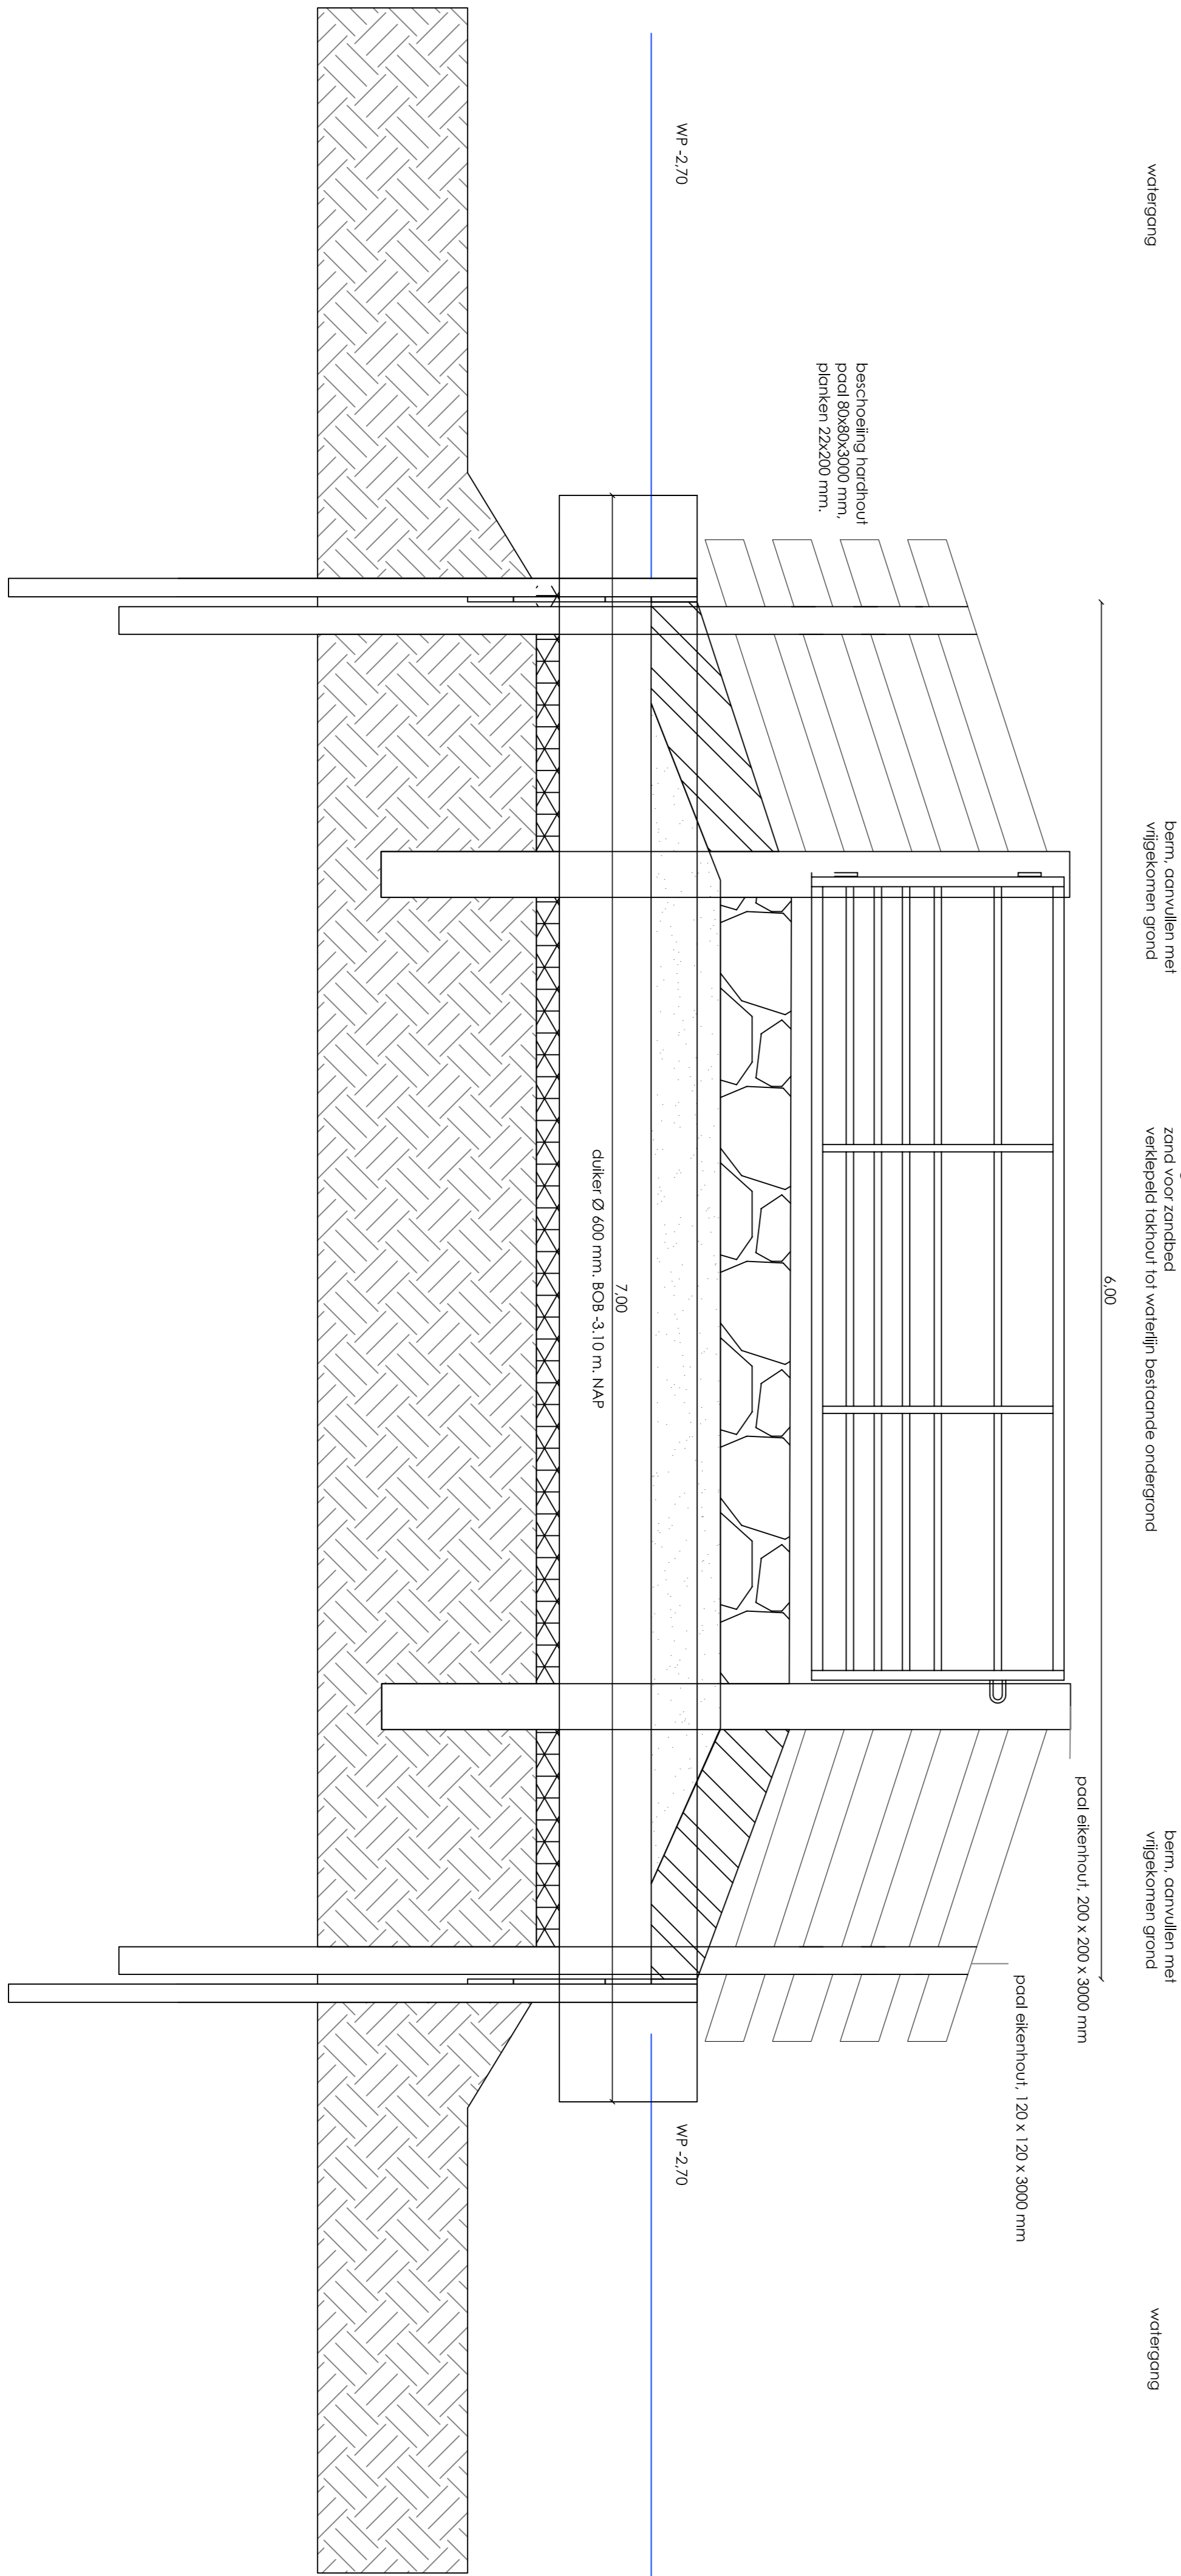 watergang
berm, aanvullen met
vrijgekomen grond
zand voor zandbed
verklepeld takhout tot waterlijn bestaande ondergrond
berm, aanvullen met
vrijgekomen grond
watergang
6,00
paal eikenhout, 200 x 200 x 3000 mm
paal eikenhout, 120 x 120 x 3000 mm
beschoeiing hardhout
paal 80x80x3000 mm,
planken 22x200 mm.
WP -2,70
WP -2,70
7,00
duiker Ø 600 mm. BOB -3.10 m. NAP